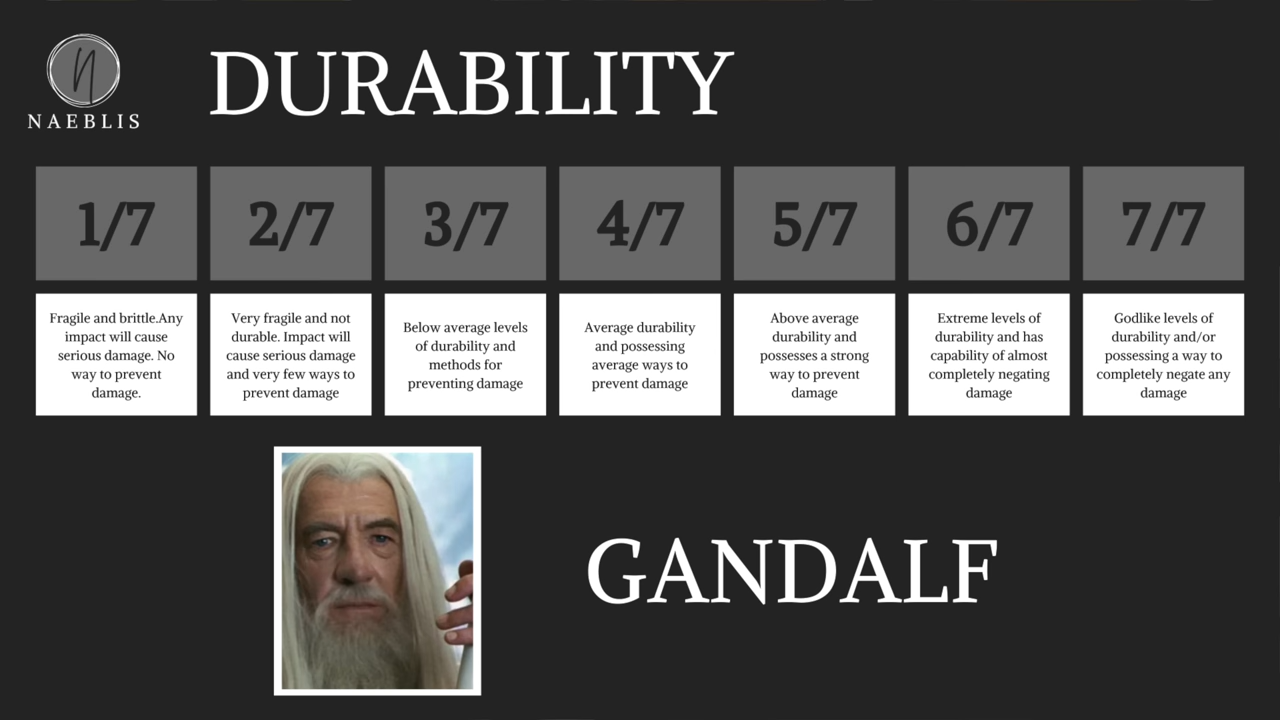 n
NAEBLIS
DURABILITY
1/7
2/7
3/7
4/7
5/7
6/7
7/7
Fragile and brittle.Any
impact will cause
serious damage. No
way to prevent
damage.
Very fragile and not
durable. Impact will
cause serious damage
and very few ways to
prevent damage
Below average levels
of durability and
methods for
preventing damage
Average durability
and possessing
average ways to
prevent damage
Above average
durability and
possesses a strong
way to prevent
damage
Extreme levels of
durability and has
capability of almost
completely negating
damage
Godlike levels of
durability and/or
possessing a way to
completely negate any
damage
GANDALF